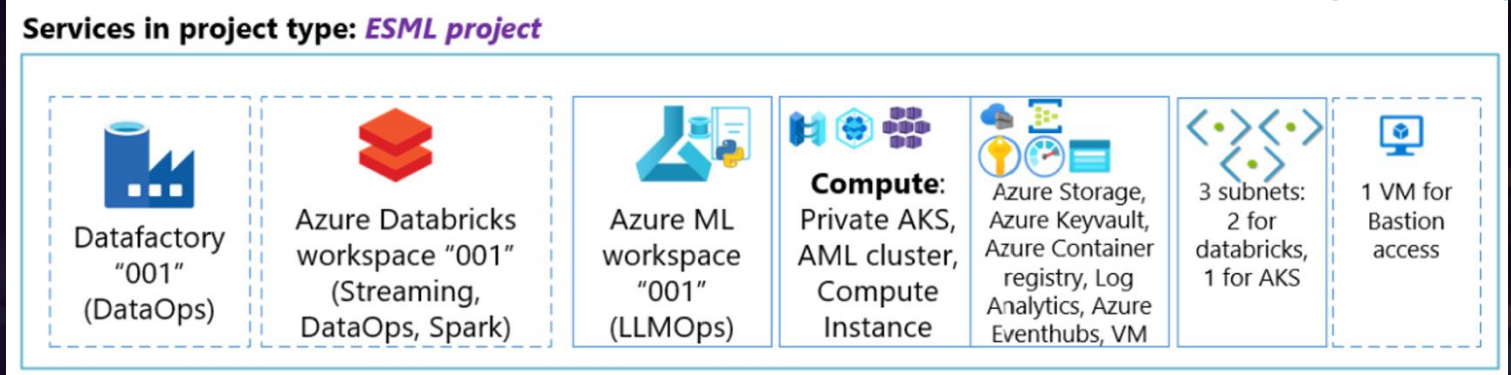 Services in project type: ESML project
Datafactory
“001”
(DataOps)
Azure Databricks
workspace “001”
(Streaming,
DataOps, Spark)
Azure ML
workspace
“001”
(LLMOps)
Compute:
Private AKS,
AML cluster,
Compute
Instance
Azure Storage,
Azure Keyvault,
Azure Container
registry, Log
Analytics, Azure
Eventhubs, VM
3 subnets:
2 for
databricks,
1 for AKS
1 VM for
Bastion
access